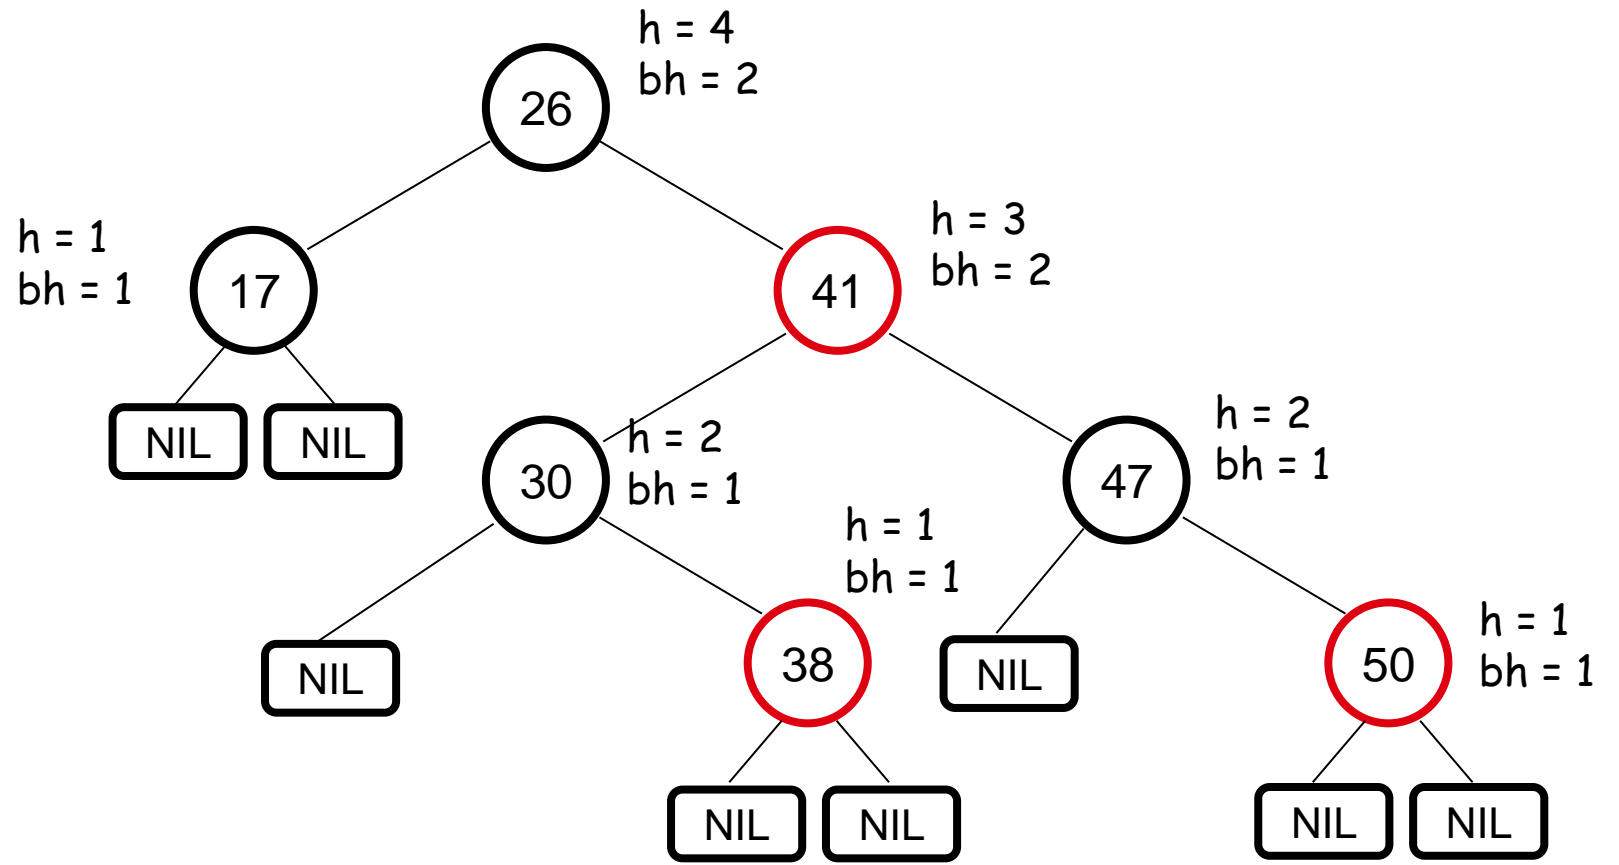 h = 4
bh = 2
26
h = 1
bh = 1
17
h = 3
bh = 2
41
NIL
NIL
h = 2
bh = 1
30
h = 2
bh = 1
47
h = 1
bh = 1
38
h = 1
bh = 1
50
NIL
NIL
NIL
NIL
NIL
NIL